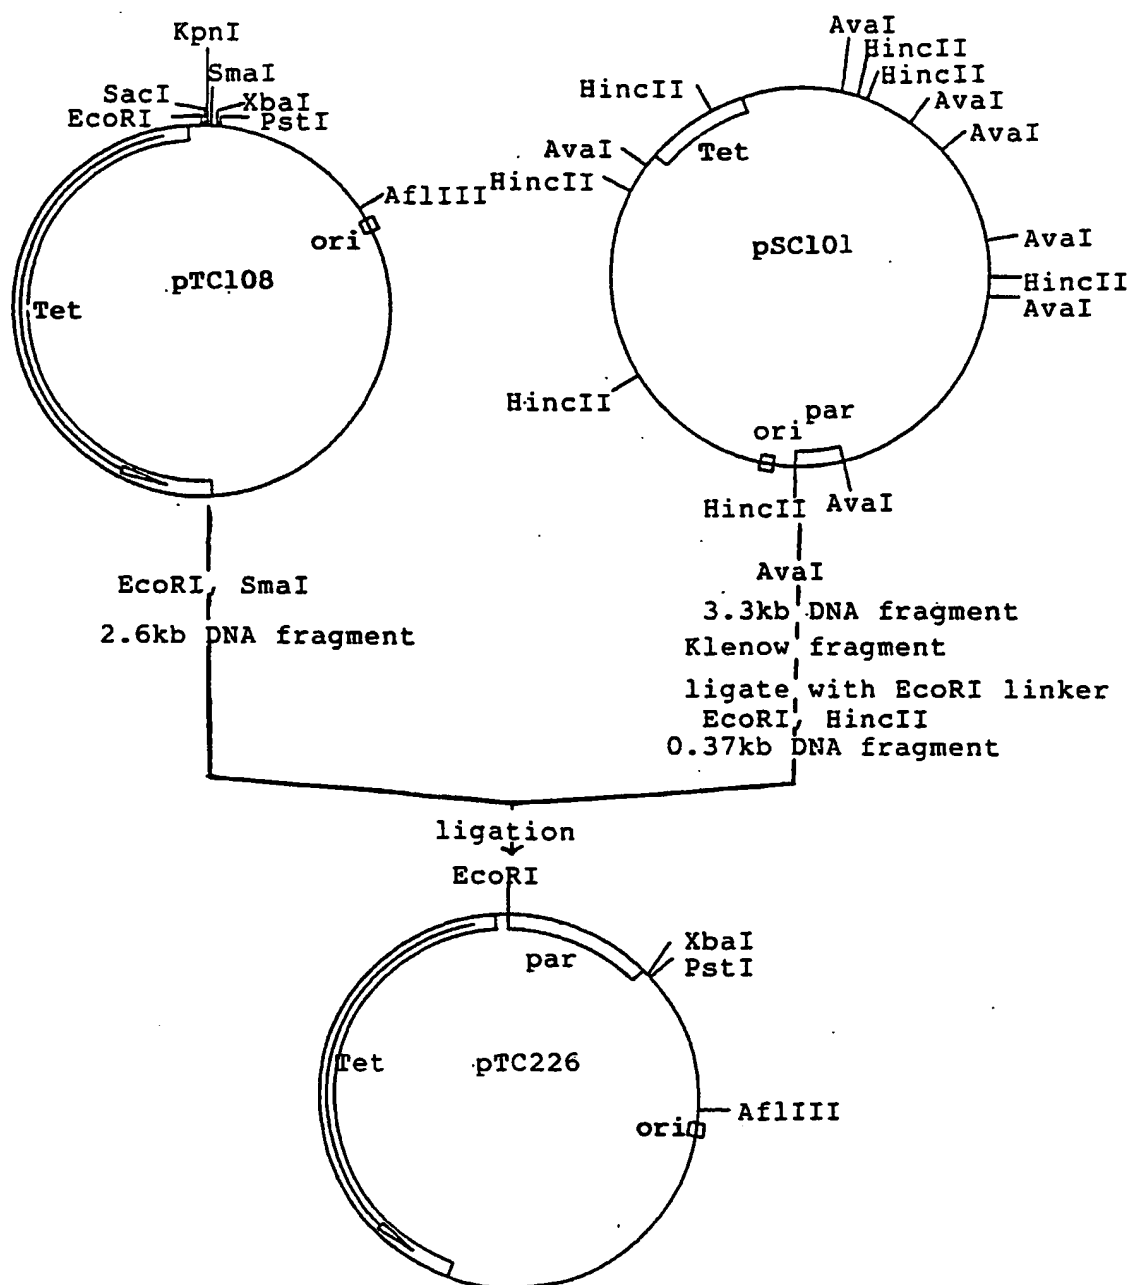 KpnI
SmaI
SacI
XbaI
EcoRI
PstI
AflIII
ori
pTC108
Tet
AvaI
HincII
HincII
HincII
AvaI
AvaI
Tet
AvaI
HincII
pSC101
AvaI
HincII
AvaI
HincII
par
ori
HincII
AvaI
EcoRI, SmaI
2.6kb DNA fragment
AvaI
3.3kb DNA fragment
Klenow fragment
ligate with EcoRI linker
EcoRI, HincII
0.37kb DNA fragment
ligation
EcoRI
par
XbaI
PstI
Tet
pTC226
AflIII
ori